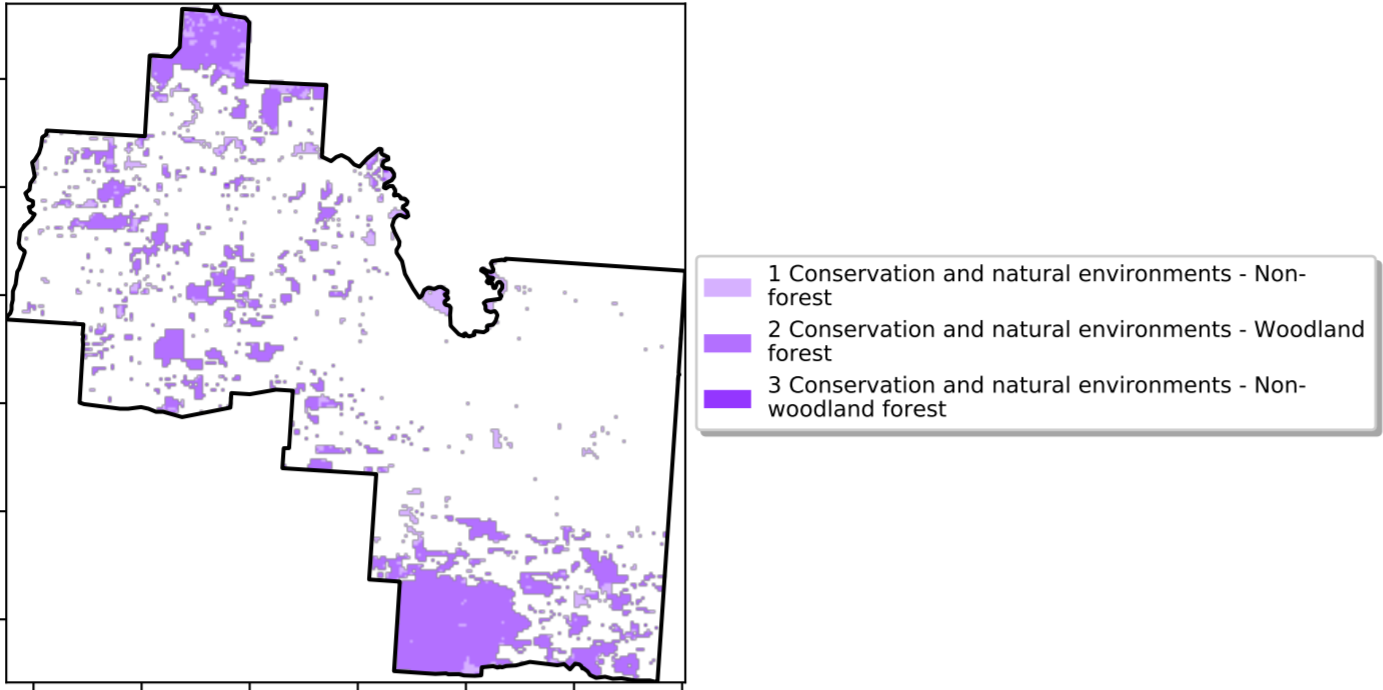 1 Conservation and natural environments - Non-
forest
2 Conservation and natural environments - Woodland
forest
3 Conservation and natural environments - Non-
woodland forest